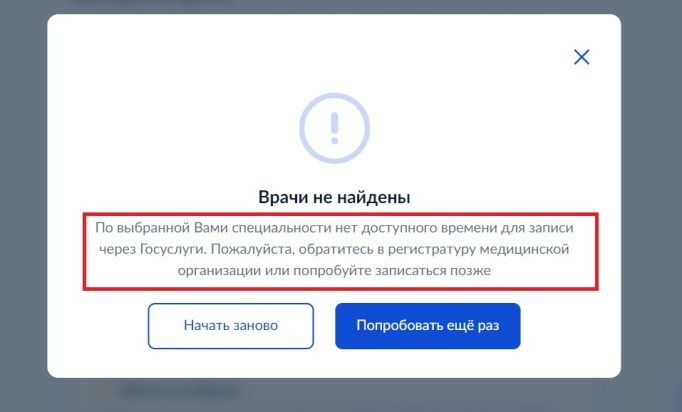 Врачи не найдены
По выбранной Вами специальности нет доступного времени для записи
через Госуслуги. Пожалуйста, обратитесь в регистратуру медицинской
организации или попробуйте записаться позже
Начать заново
Попробовать ещё раз